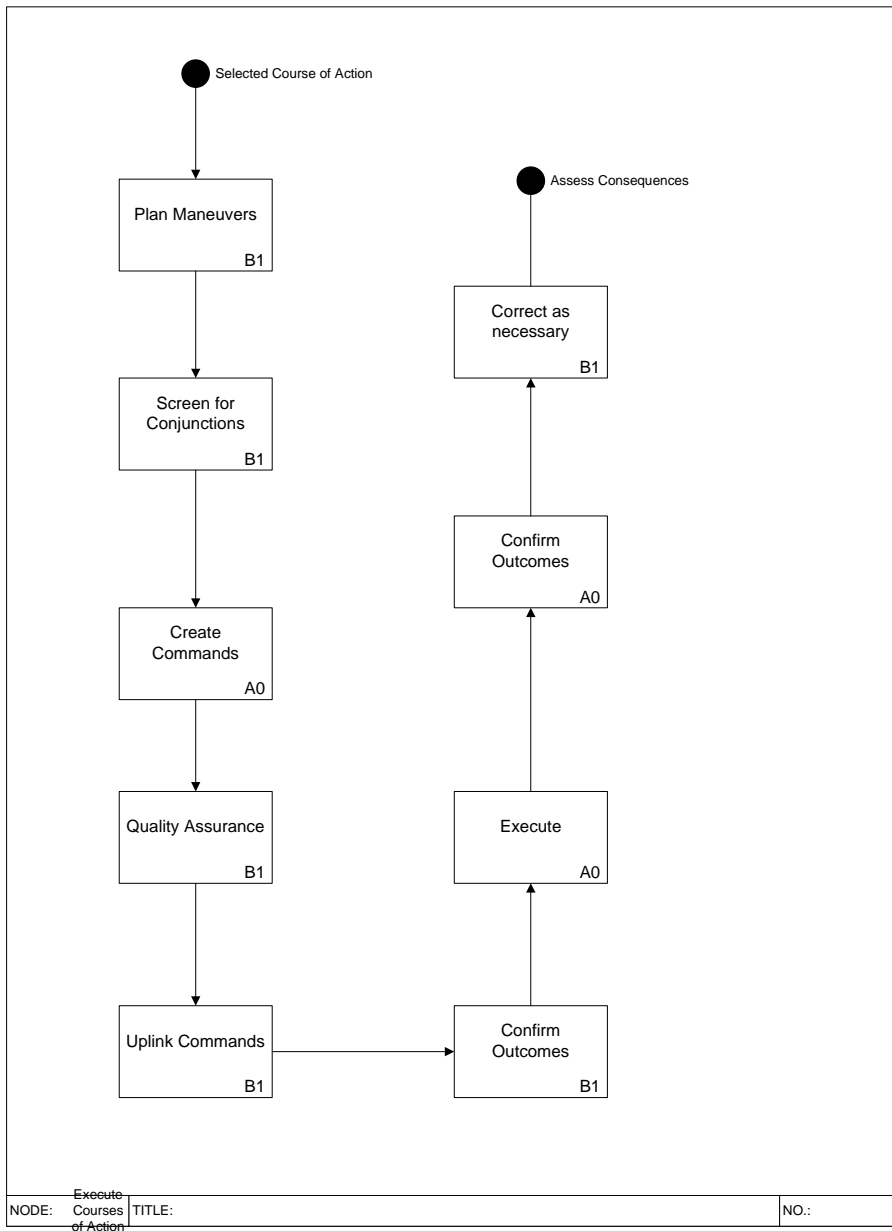 Selected Course of Action
Plan Maneuvers
B1
Screen for
Conjunctions
B1
Create
Commands
A0
Quality Assurance
B1
Uplink Commands
B1
Confirm
Outcomes
B1
Execute
A0
Confirm
Outcomes
A0
Correct as
necessary
B1
Assess Consequences
NODE:
Execute
Courses
of Action
TITLE:
NO.: